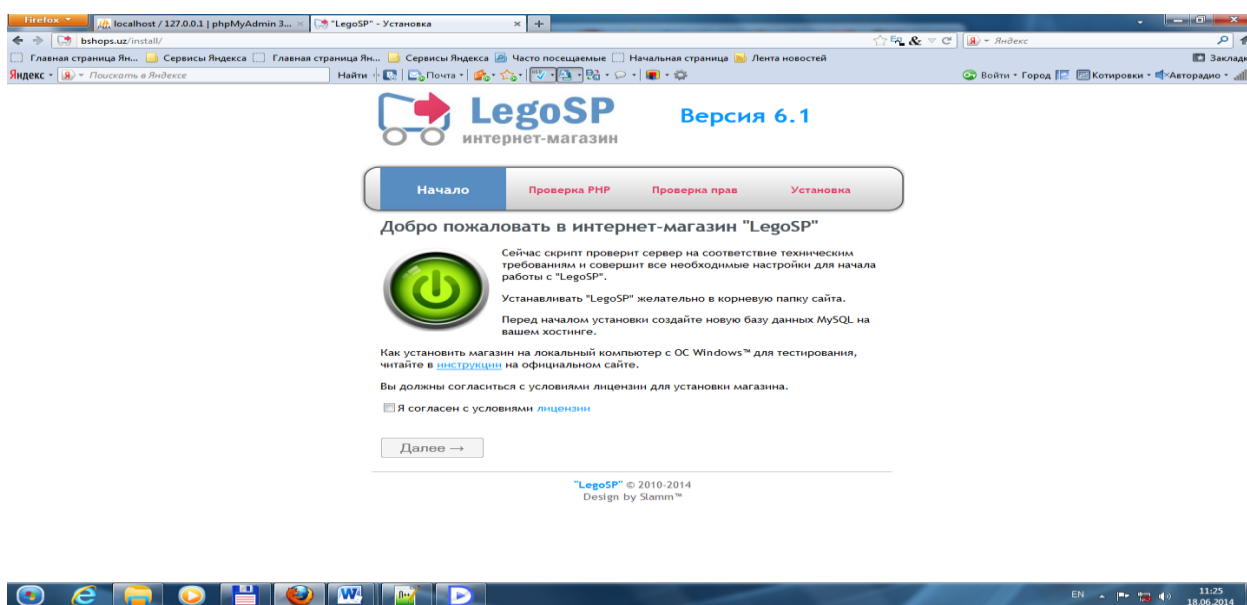 Firefox
localhost / 127.0.0.1 | phpMyAdmin 3...
"LegoSP" - Установка
bshops.uz/install/
Яндекс
Главная страница Ян...
Сервисы Яндекса
Главная страница Ян...
Сервисы Яндекса
Часто посещаемые
Начальная страница
Лента новостей
Яндекс
Поискать в Яндексе
Найти
Почта
Войти
Город
Котировки
Авторадио
LegoSP
интернет-магазин
Версия 6.1
Начало
Проверка PHP
Проверка прав
Установка
Добро пожаловать в интернет-магазин "LegoSP"
Сейчас скрипт проверит сервер на соответствие техническим
требованиям и совершит все необходимые настройки для начала
работы с "LegoSP".
Устанавливать "LegoSP" желательно в корневую папку сайта.
Перед началом установки создайте новую базу данных MySQL на
вашем хостинге.
Как установить магазин на локальный компьютер с ОС Windows™ для тестирования,
читайте в инструкции на официальном сайте.
Вы должны согласиться с условиями лицензии для установки магазина.
Я согласен с условиями лицензии
Далее →
"LegoSP" © 2010-2014
Design by Slamm™
EN
11:25
18.06.2014